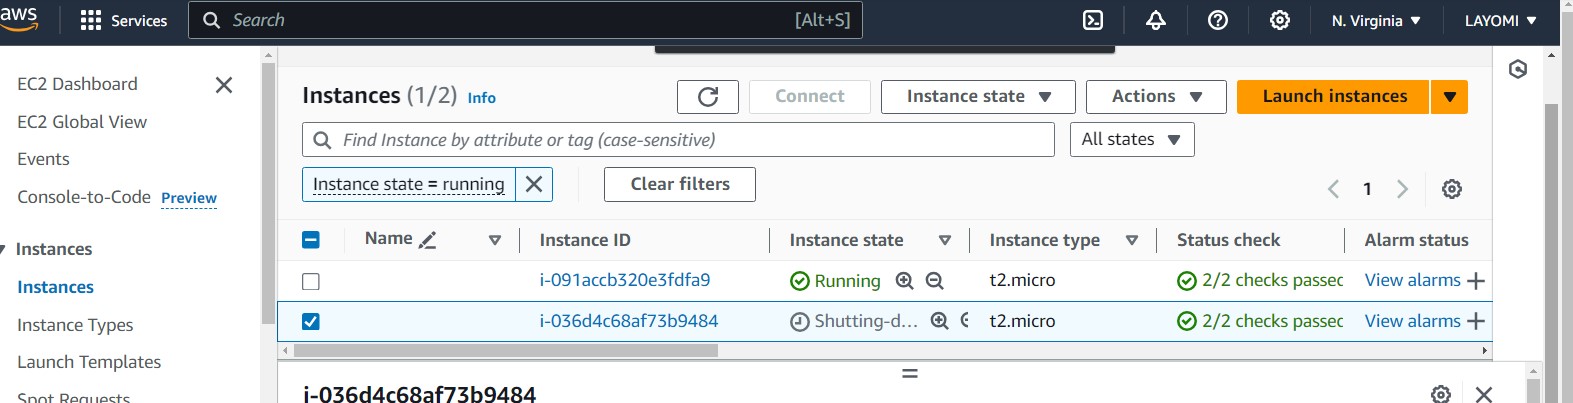 aws Services Search [Alt+S] N. Virginia LAYOMI
EC2 Dashboard
EC2 Global View
Events
Console-to-Code Preview
Instances
Instances
Instance Types
Launch Templates
Spot Requests
Instances (1/2) Info Connect Instance state Actions Launch instances
Find Instance by attribute or tag (case-sensitive) All states
Instance state = running Clear filters
1
Name Instance ID Instance state Instance type Status check Alarm status
i-091accb320e3fdfa9 Running t2.micro 2/2 checks passec View alarms
i-036d4c68af73b9484 Shutting-d... t2.micro 2/2 checks passec View alarms
i-036d4c68af73b9484